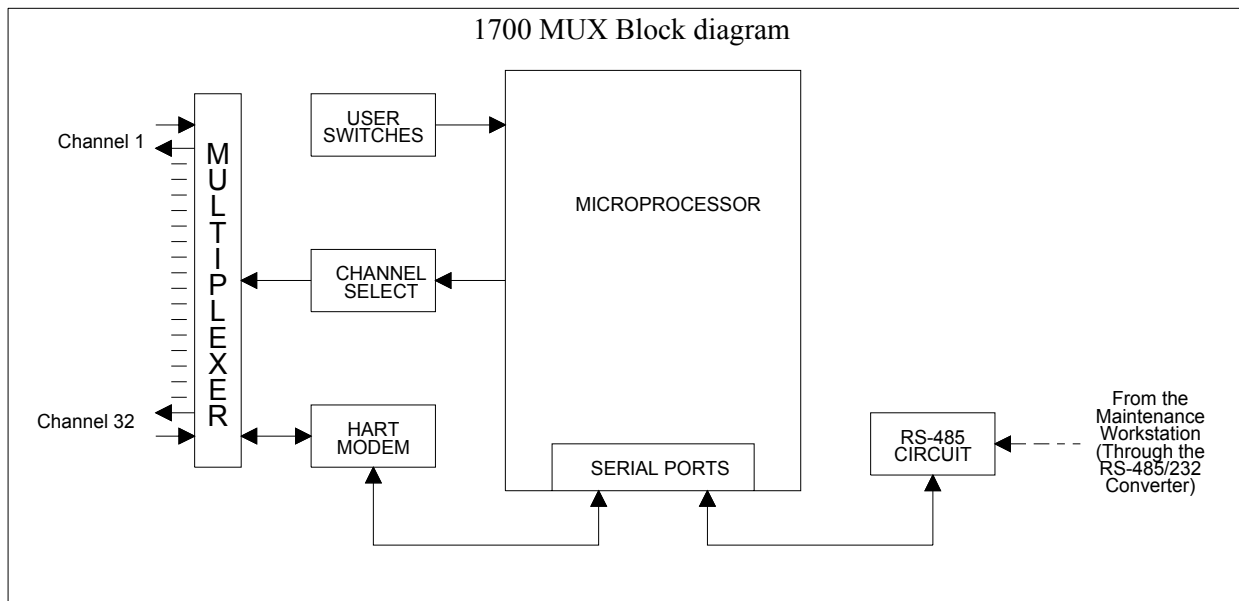 1700 MUX Block diagram
Channel 1
MULTIPLEXER
USER
SWITCHES
MICROPROCESSOR
CHANNEL
SELECT
Channel 32
HART
MODEM
SERIAL PORTS
RS-485
CIRCUIT
From the
Maintenance
Workstation
(Through the
RS-485/232
Converter)